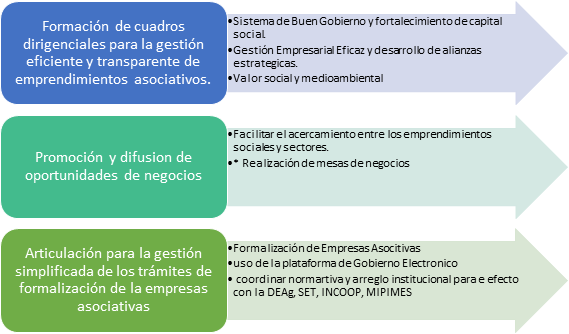 Formación de cuadros
dirigenciales para la gestión
eficiente y transparente de
emprendimientos asociativos.
•Sistema de Buen Gobierno y fortalecimiento de capital
social.
•Gestión Empresarial Eficaz y desarrollo de alianzas
estrategicas.
•Valor social y medioambiental
Promoción y difusion de
oportunidades de negocios
•Facilitar el acercamiento entre los emprendimientos
sociales y sectores.
•* Realización de mesas de negocios
Articulación para la gestión
simplificada de los trámites de
formalización de la empresas
asociativas
•Formalización de Empresas Asocitivas
•uso de la plataforma de Gobierno Electronico
• coordinar normartiva y arreglo institucional para e efecto
con la DEAg, SET, INCOOP, MIPIMES